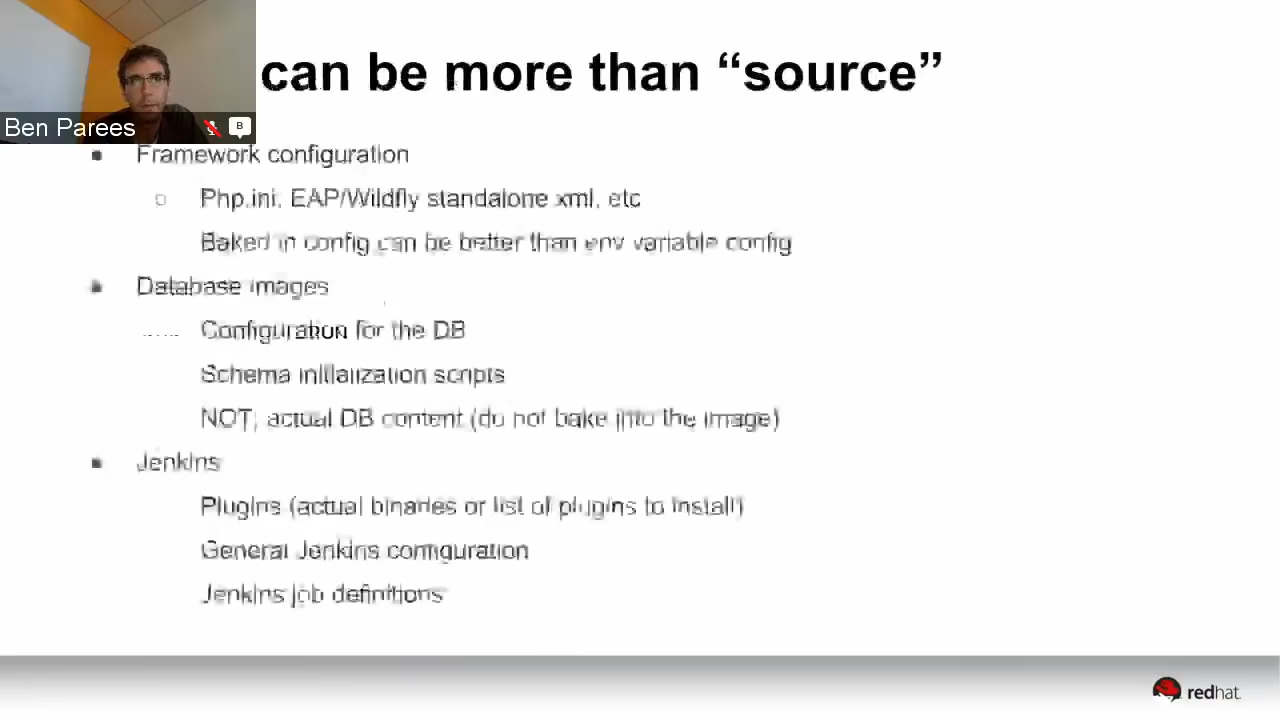 can be more than “source”
Ben Parees
B
Framework configuration
Php.ini, EAP/Wildfly standalone xml, etc
Baked in config can be better than env variable config
Database images
Configuration for the DB
Schema initialization scripts
NOT, actual DB content (do not bake into the image)
Jenkins
Plugins (actual binaries or list of plugins to install)
General Jenkins configuration
Jenkins job definitions
redhat.